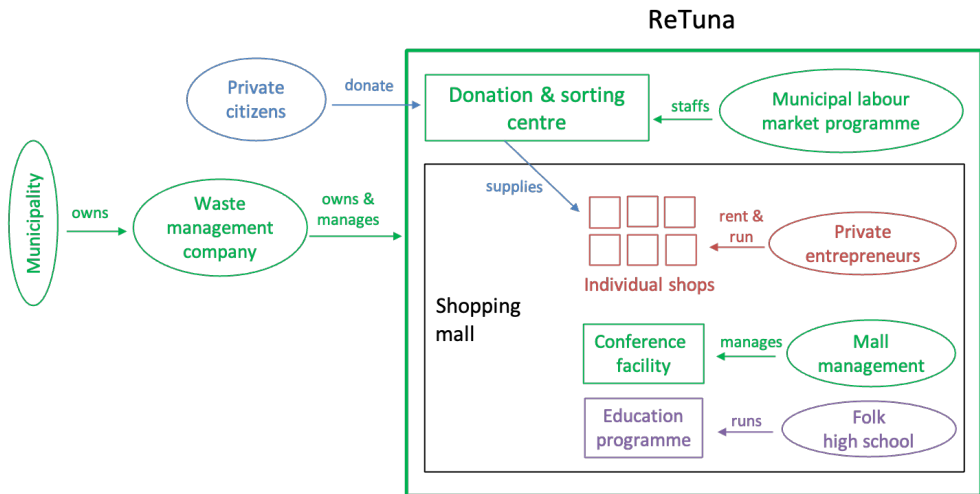 ReTuna
Private
citizens
donate
Donation & sorting
centre
staffs
Municipal labour
market programme
Municipality
owns
Waste
management
company
owns &
manages
supplies
rent &
run
Private
entrepreneurs
Individual shops
Shopping
mall
Conference
facility
manages
Mall
management
Education
programme
runs
Folk
high school